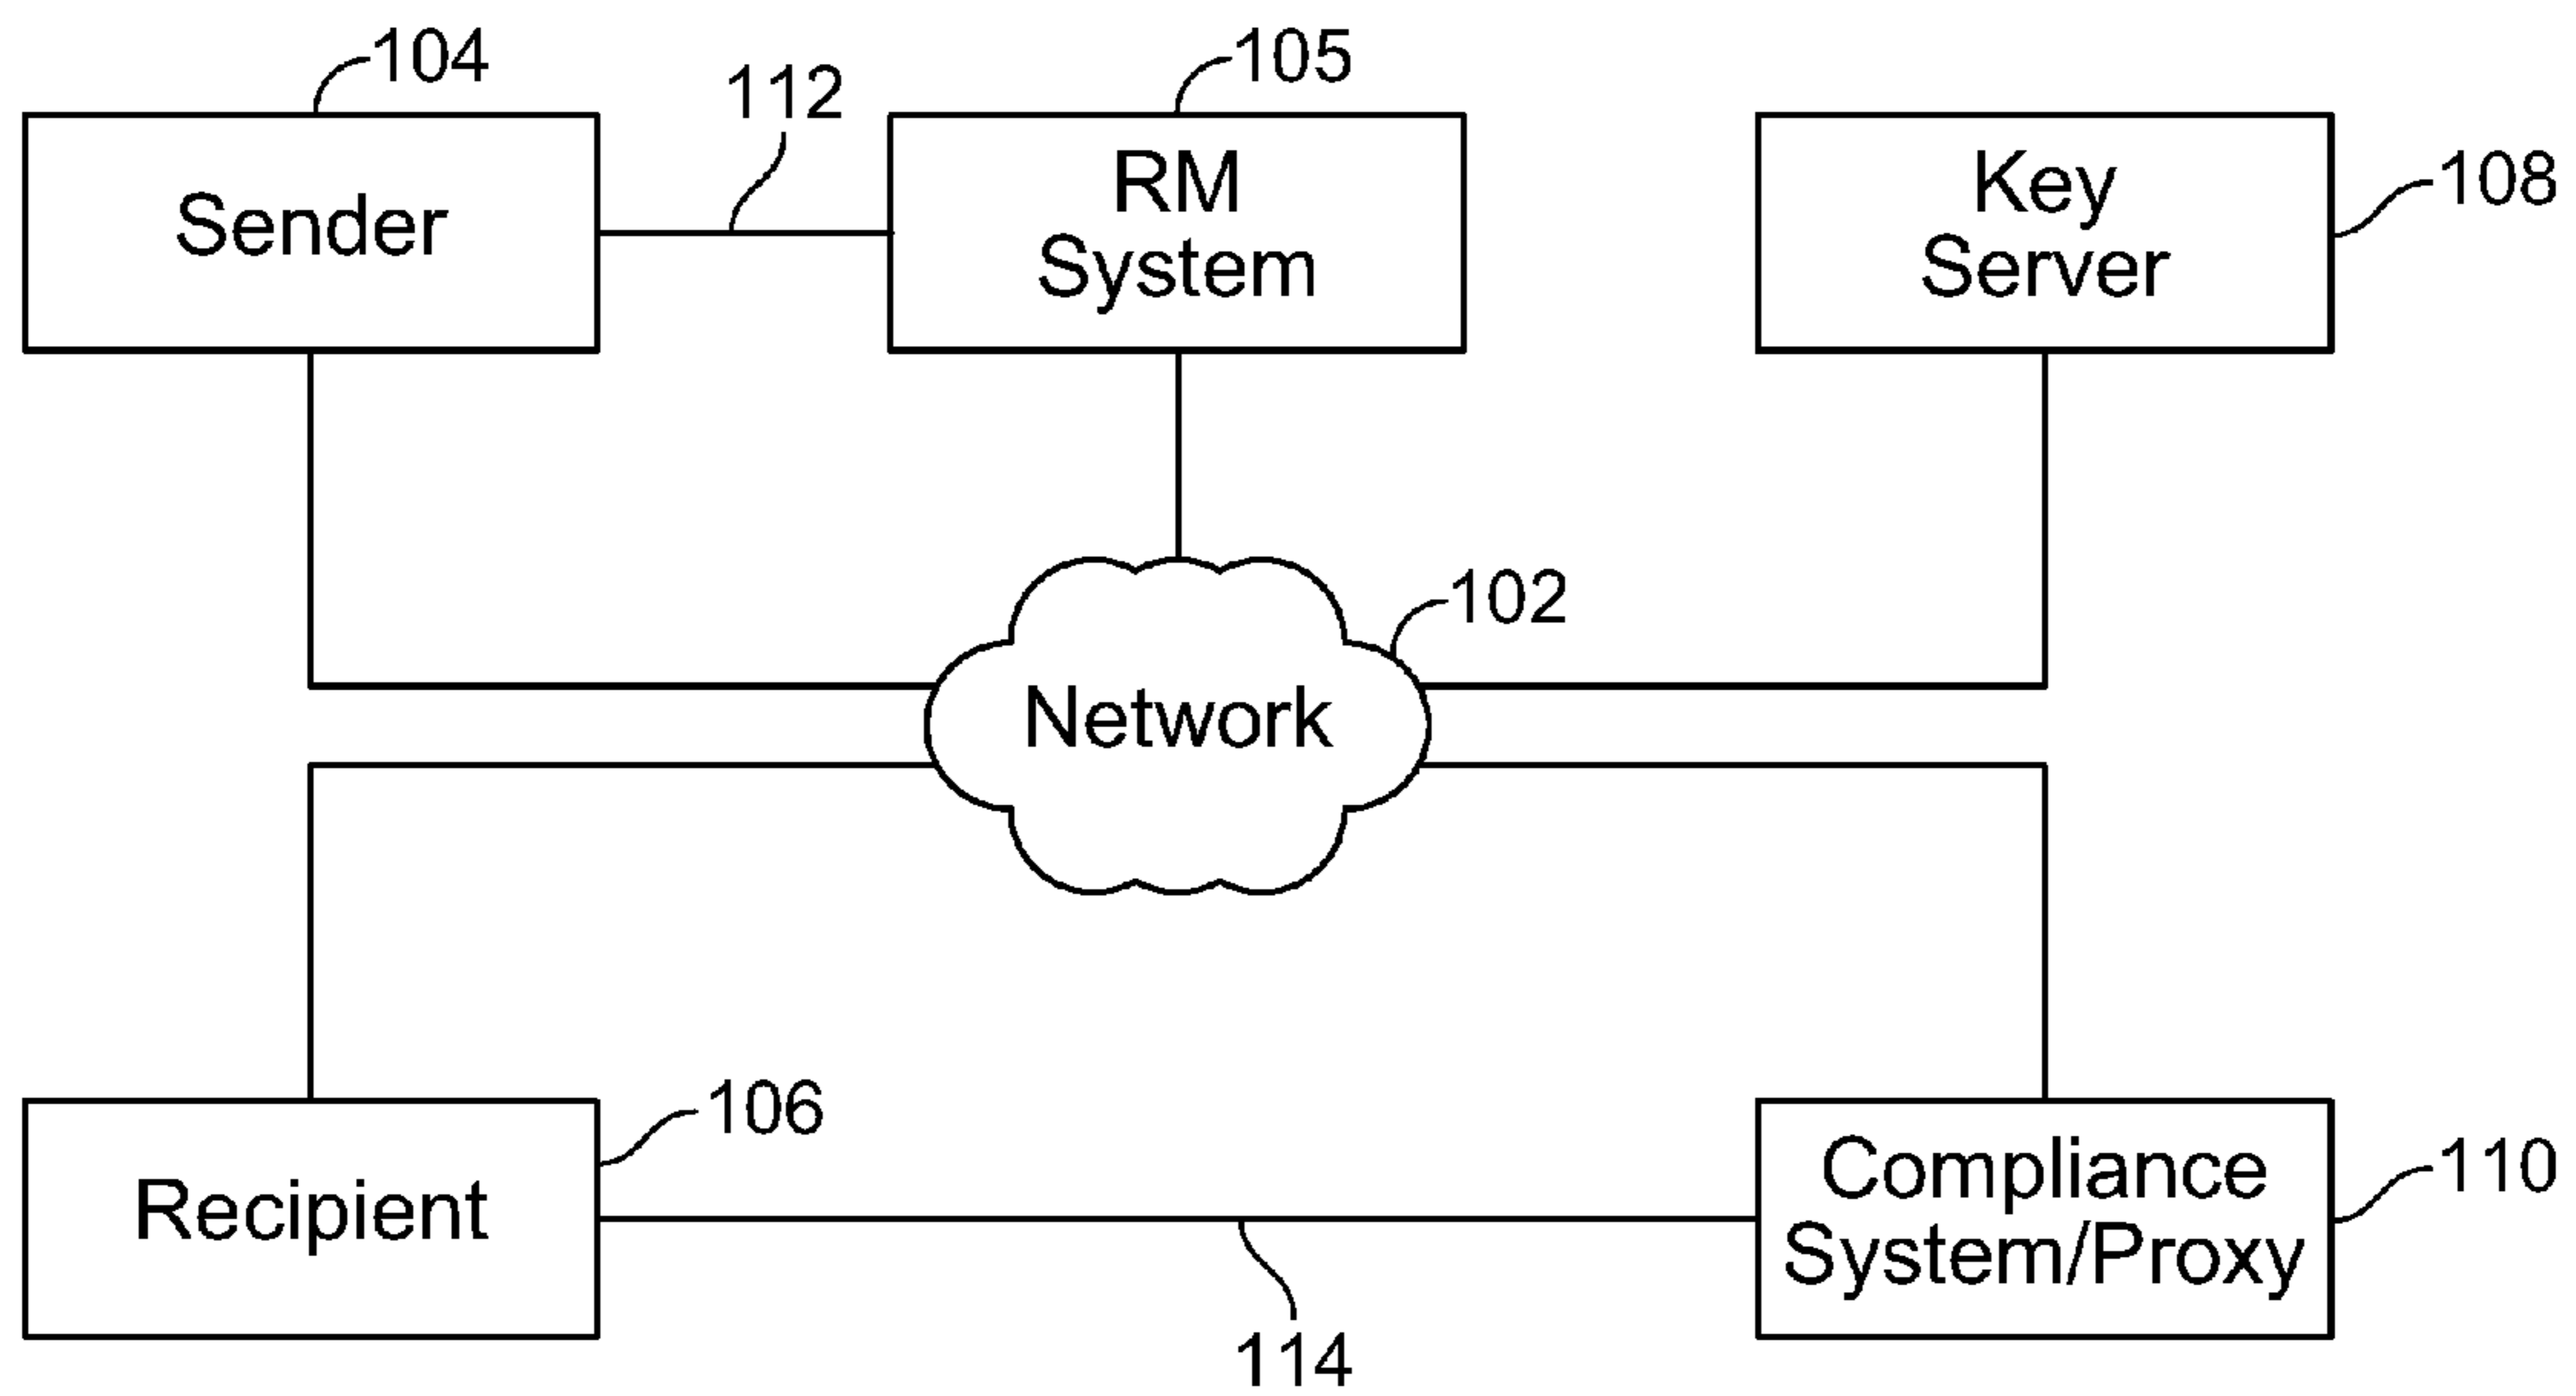 104
112
105
Sender
RM
System
Key
Server
108
102
Network
106
Recipient
Compliance
System/Proxy
110
114